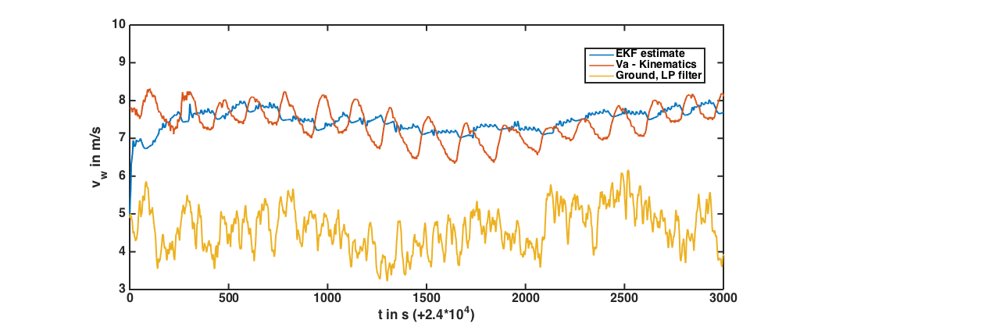 10
9
8
7
6
5
4
3
v_w in m/s
EKF estimate
Va - Kinematics
Ground, LP filter
0 500 1000 1500 2000 2500 3000
t in s (+2.4*10^4)